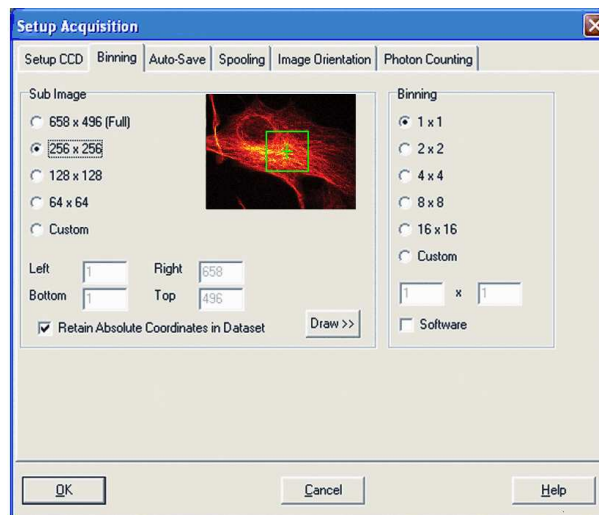 Setup Acquisition
Setup CCD Binning Auto-Save Spooling Image Orientation Photon Counting
Sub Image
658 x 496 (Full)
256 x 256
128 x 128
64 x 64
Custom
Left 1 Right 658
Bottom 1 Top 496
Retain Absolute Coordinates in Dataset
Draw >>
Binning
1 x 1
2 x 2
4 x 4
8 x 8
16 x 16
Custom
1 x 1
Software
OK Cancel Help